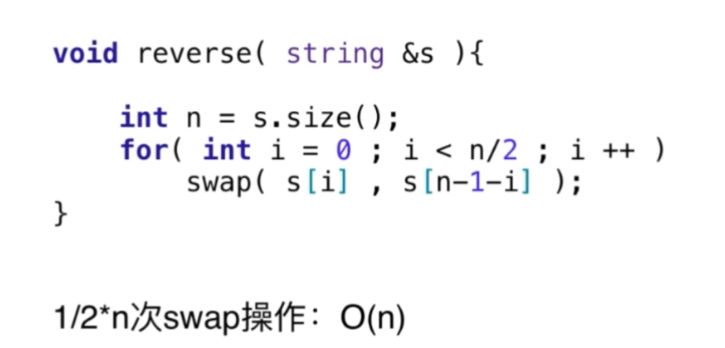 void reverse( string &s ){
int n = s.size();
for( int i = 0 ; i < n/2 ; i ++ )
swap( s[i] , s[n-1-i] );
}
1/2*n次swap操作：O(n)